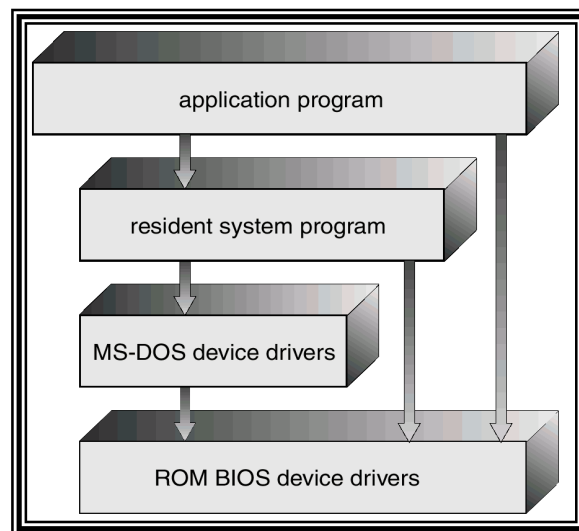 application program
resident system program
MS-DOS device drivers
ROM BIOS device drivers